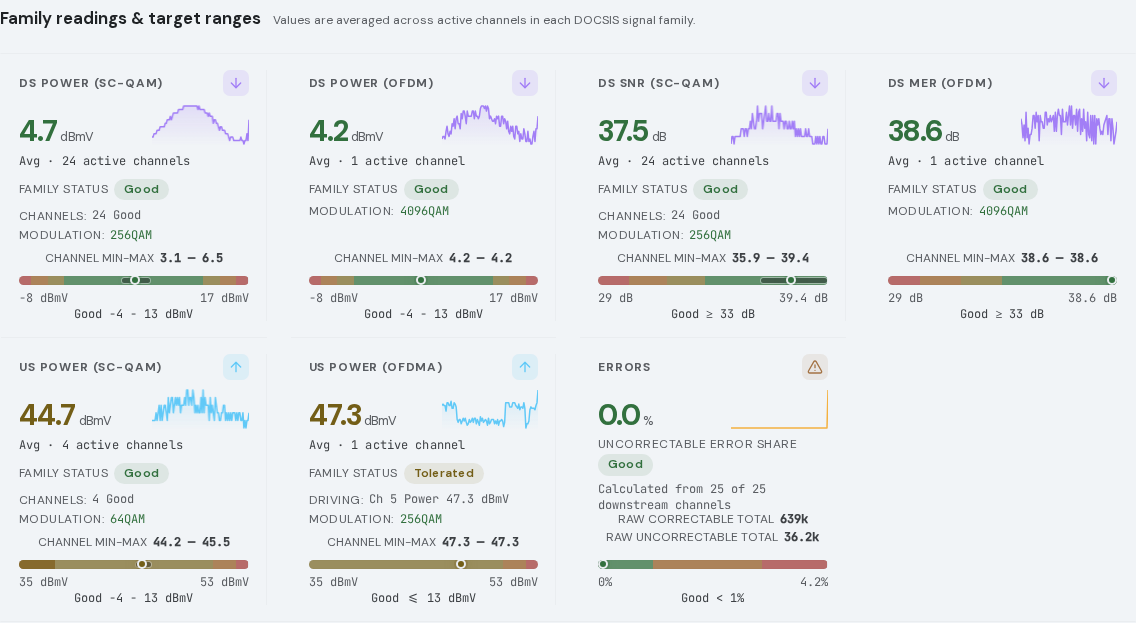 Family readings & target ranges Values are averaged across active channels in each DOCSIS signal family.
DS POWER (SC-QAM)
4.7 dBmV
Avg · 24 active channels
FAMILY STATUS Good
CHANNELS: 24 Good
MODULATION: 256QAM
CHANNEL MIN-MAX 3.1 — 6.5
-8 dBmV 17 dBmV
Good -4 - 13 dBmV
DS POWER (OFDM)
4.2 dBmV
Avg · 1 active channel
FAMILY STATUS Good
MODULATION: 4096QAM
CHANNEL MIN-MAX 4.2 — 4.2
-8 dBmV 17 dBmV
Good -4 - 13 dBmV
DS SNR (SC-QAM)
37.5 dB
Avg · 24 active channels
FAMILY STATUS Good
CHANNELS: 24 Good
MODULATION: 256QAM
CHANNEL MIN-MAX 35.9 — 39.4
29 dB 39.4 dB
Good ≥ 33 dB
DS MER (OFDM)
38.6 dB
Avg · 1 active channel
FAMILY STATUS Good
MODULATION: 4096QAM
CHANNEL MIN-MAX 38.6 — 38.6
29 dB 38.6 dB
Good ≥ 33 dB
US POWER (SC-QAM)
44.7 dBmV
Avg · 4 active channels
FAMILY STATUS Good
CHANNELS: 4 Good
MODULATION: 64QAM
CHANNEL MIN-MAX 44.2 — 45.5
35 dBmV 53 dBmV
Good -4 - 13 dBmV
US POWER (OFDMA)
47.3 dBmV
Avg · 1 active channel
FAMILY STATUS Tolerated
DRIVING: Ch 5 Power 47.3 dBmV
MODULATION: 256QAM
CHANNEL MIN-MAX 47.3 — 47.3
35 dBmV 53 dBmV
Good ≤ 13 dBmV
ERRORS
0.0 %
UNCORRECTABLE ERROR SHARE
Good
Calculated from 25 of 25
downstream channels
RAW CORRECTABLE TOTAL 639k
RAW UNCORRECTABLE TOTAL 36.2k
0% 4.2%
Good < 1%